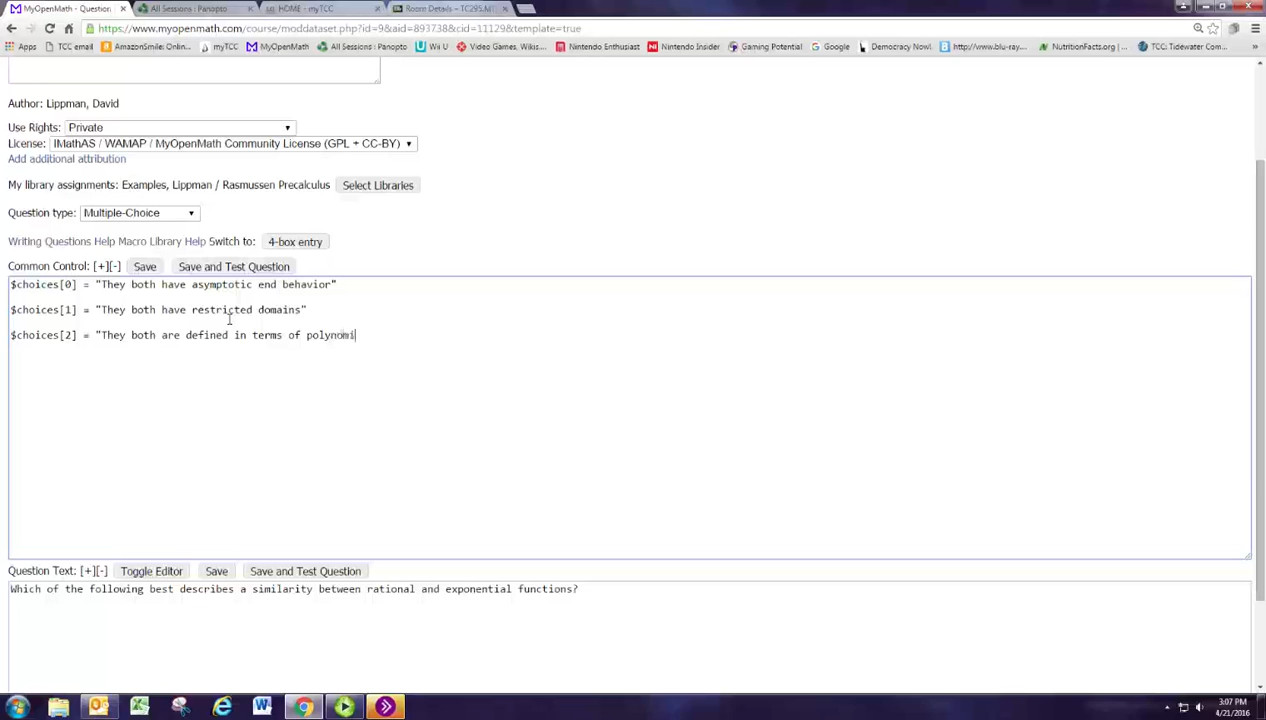 MyOpenMath - Question
All Sessions: Panopto
HOME – myTCC
Room Details – TC295.NIT
https://www.myopenmath.com/course/moddataset.php?id=9&aid=893738&cid=11129&template=true
Apps TCC email AmazonSmile: Onlin... myTCC MyOpenMath All Sessions: Panopto Wii U Video Games, Wikis... Nintendo Enthusiast Nintendo Insider Gaming Potential Google Democracy Now! http://www.blu-ray... NutritionFacts.org | ... TCC: Tidewater Com...
Author: Lippman, David
Use Rights: Private
License: IMathAS / WAMAP / MyOpenMath Community License (GPL + CC-BY)
Add additional attribution
My library assignments: Examples, Lippman / Rasmussen Precalculus Select Libraries
Question type: Multiple-Choice
Writing Questions Help Macro Library Help Switch to: 4-box entry
Common Control: [+][-] Save Save and Test Question
$choices[0] = "They both have asymptotic end behavior"
$choices[1] = "They both have restricted domains"
$choices[2] = "They both are defined in terms of polynomi
Question Text: [+][-] Toggle Editor Save Save and Test Question
Which of the following best describes a similarity between rational and exponential functions?
3:07 PM
4/21/2016